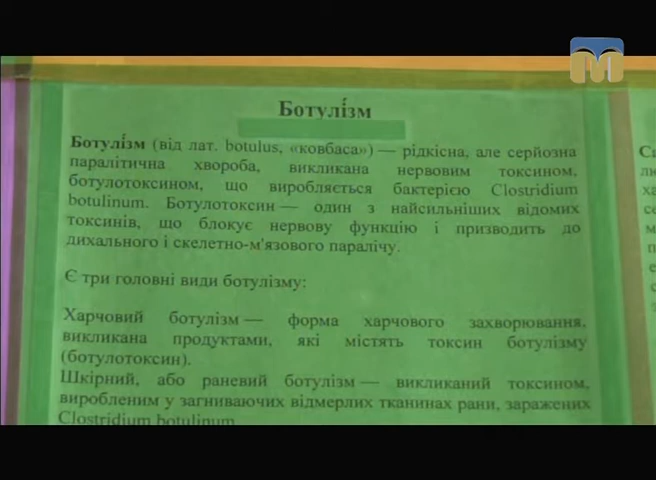 Ботулі́зм
Ботулі́зм (від лат. botulus, «ковбаса») — рідкісна, але серйозна
паралітична хвороба, викликана нервовим токсином,
ботулотоксином, що виробляється бактерією Clostridium
botulinum. Ботулотоксин — один з найсильніших відомих
токсинів, що блокує нервову функцію і призводить до
дихального і скелетно-м'язового паралічу.
Є три головні види ботулізму:
Харчовий ботулізм — форма харчового захворювання,
викликана продуктами, які містять токсин ботулізму
(ботулотоксин).
Шкірний, або раневий ботулізм — викликаний токсином,
виробленим у загниваючих відмерлих тканинах рани, заражених
Clostridium botulinum